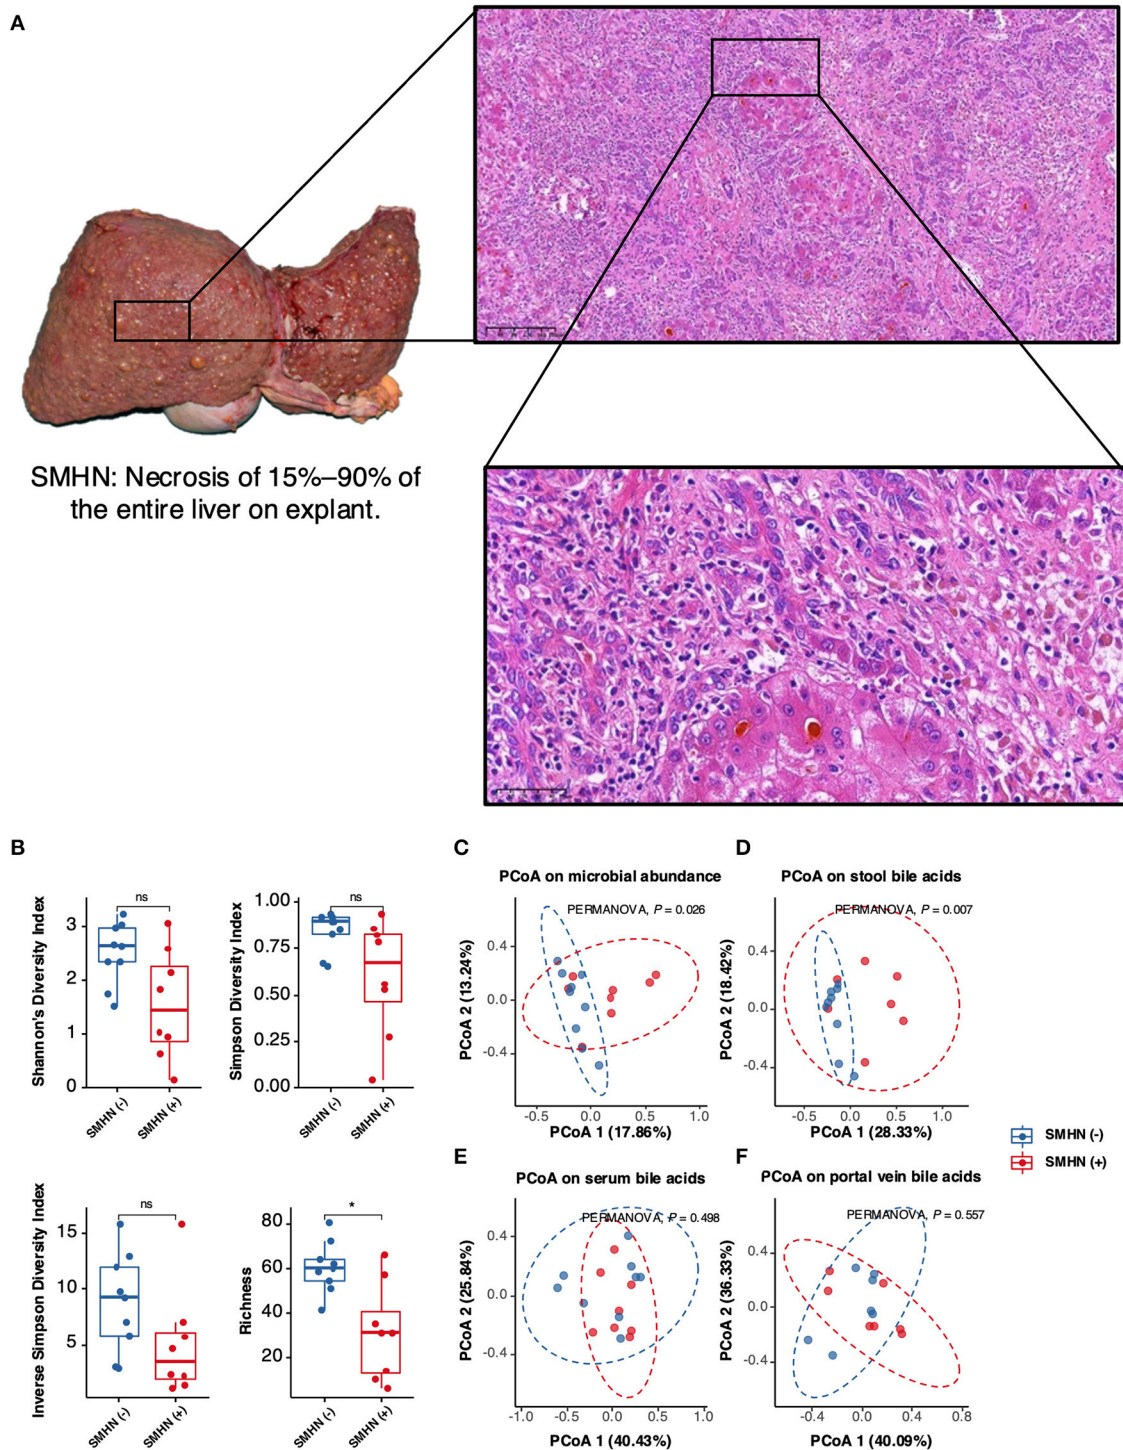 A
SMHN: Necrosis of 15%–90% of
the entire liver on explant.
B
Shannon's Diversity Index
3
2
1
0
ns
SMHN (-)
SMHN (+)
Simpson Diversity Index
1.00
0.75
0.50
0.25
0.00
ns
SMHN (-)
SMHN (+)
Inverse Simpson Diversity Index
15
10
5
ns
SMHN (-)
SMHN (+)
Richness
80
60
40
20
*
SMHN (-)
SMHN (+)
C
PCoA on microbial abundance
PERMANOVA, P = 0.026
PCoA 2 (13.24%)
0.4
0.0
-0.4
-0.5
0.0
0.5
1.0
PCoA 1 (17.86%)
D
PCoA on stool bile acids
PERMANOVA, P = 0.007
PCoA 2 (18.42%)
0.4
0.0
-0.4
-0.5
0.0
0.5
1.0
PCoA 1 (28.33%)
E
PCoA on serum bile acids
PERMANOVA, P = 0.498
PCoA 2 (25.84%)
0.4
0.0
-0.4
-1.0
-0.5
0.0
0.5
1.0
PCoA 1 (40.43%)
F
PCoA on portal vein bile acids
PERMANOVA, P = 0.557
PCoA 2 (36.33%)
0.4
0.0
-0.4
-0.4
0.0
0.4
0.8
PCoA 1 (40.09%)
SMHN (-)
SMHN (+)